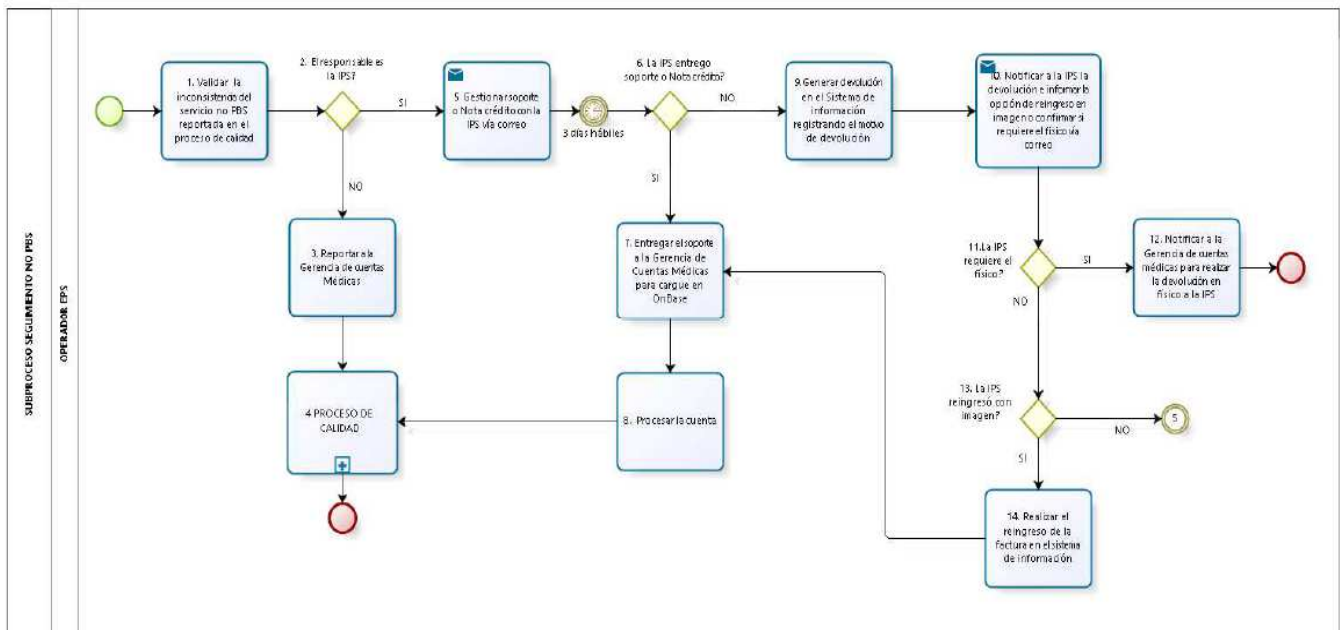 SUBPROCESO SEGUIMIENTO NO PBS
OPERADOR EPS
1. Validar la
inconsistencia del
servicio no PBS
reportada en el
proceso de calidad
2. El responsable es
la IPS?
SI
NO
3. Reportar a la
Gerencia de cuentas
Médicas
4 PROCESO DE
CALIDAD
5 Gestionar soporte
o Nota crédito con la
IPS vía correo
3 días hábiles
6. La IPS entrego
soporte o Nota crédito?
NO
SI
7. Entregar el soporte
a la Gerencia de
Cuentas Médicas
para cargue en
OnBase
8. Procesar la cuenta
9. Generar devolución
en el Sistema de
información
registrando el motivo
de devolución
10. Notificar a la IPS la
devolución e informar la
opción de reingreso en
imagen o confirmar si
requiere el físico vía
correo
11. La IPS
requiere el
físico?
SI
NO
12. Notificar a la
Gerencia de cuentas
médicas para realzar
la devolución en
físico a la IPS
13. La IPS
reingresó con
imagen?
NO
5
SI
14. Realizar el
reingreso de la
factura en el sistema
de información